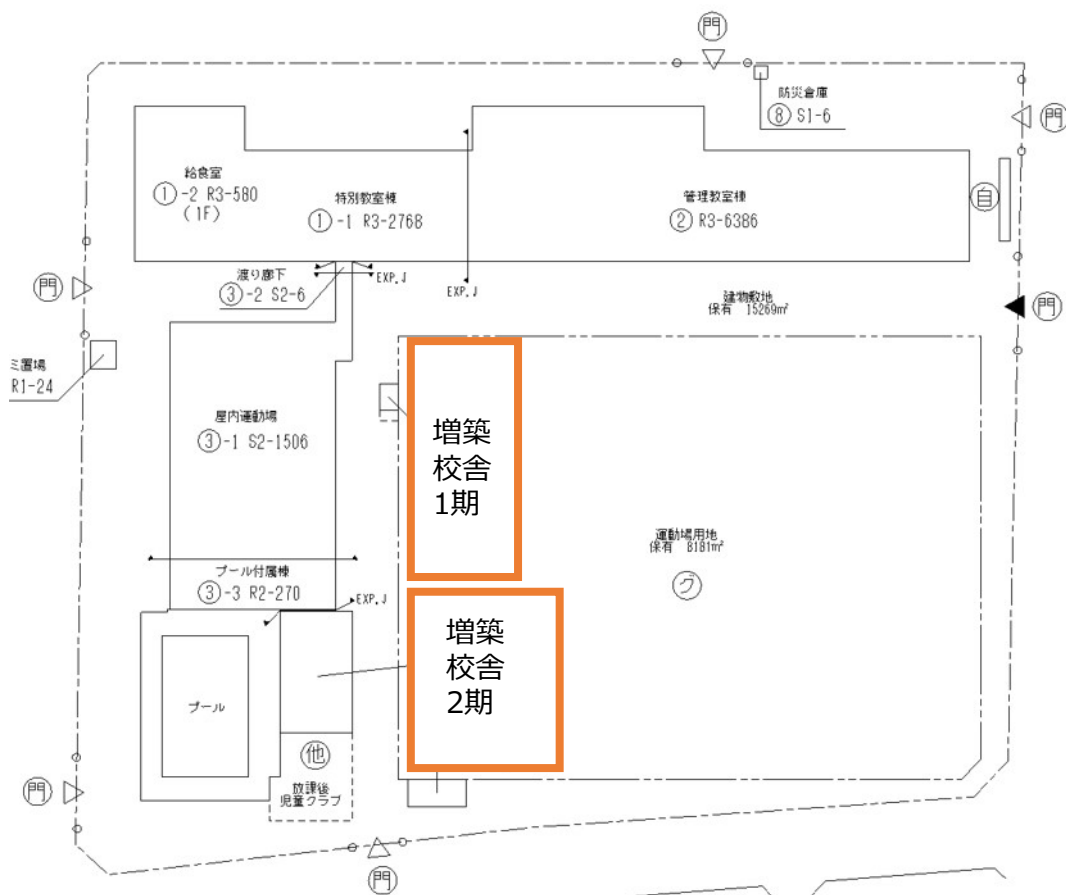 門
防災倉庫
⑧ S1-6
門
給食室
①-2 R3-580
(1F)
特別教室棟
①-1 R3-2768
管理教室棟
② R3-6386
自
渡り廊下
③-2 S2-6
EXP.J
EXP.J
門
建物敷地
保有 15269m²
門
ミ置場
R1-24
屋内運動場
③-1 S2-1506
増築
校舎
1期
運動場用地
保有 8181m²
グ
プール付属棟
③-3 R2-270
EXP.J
増築
校舎
2期
プール
他
放課後
児童クラブ
門
門